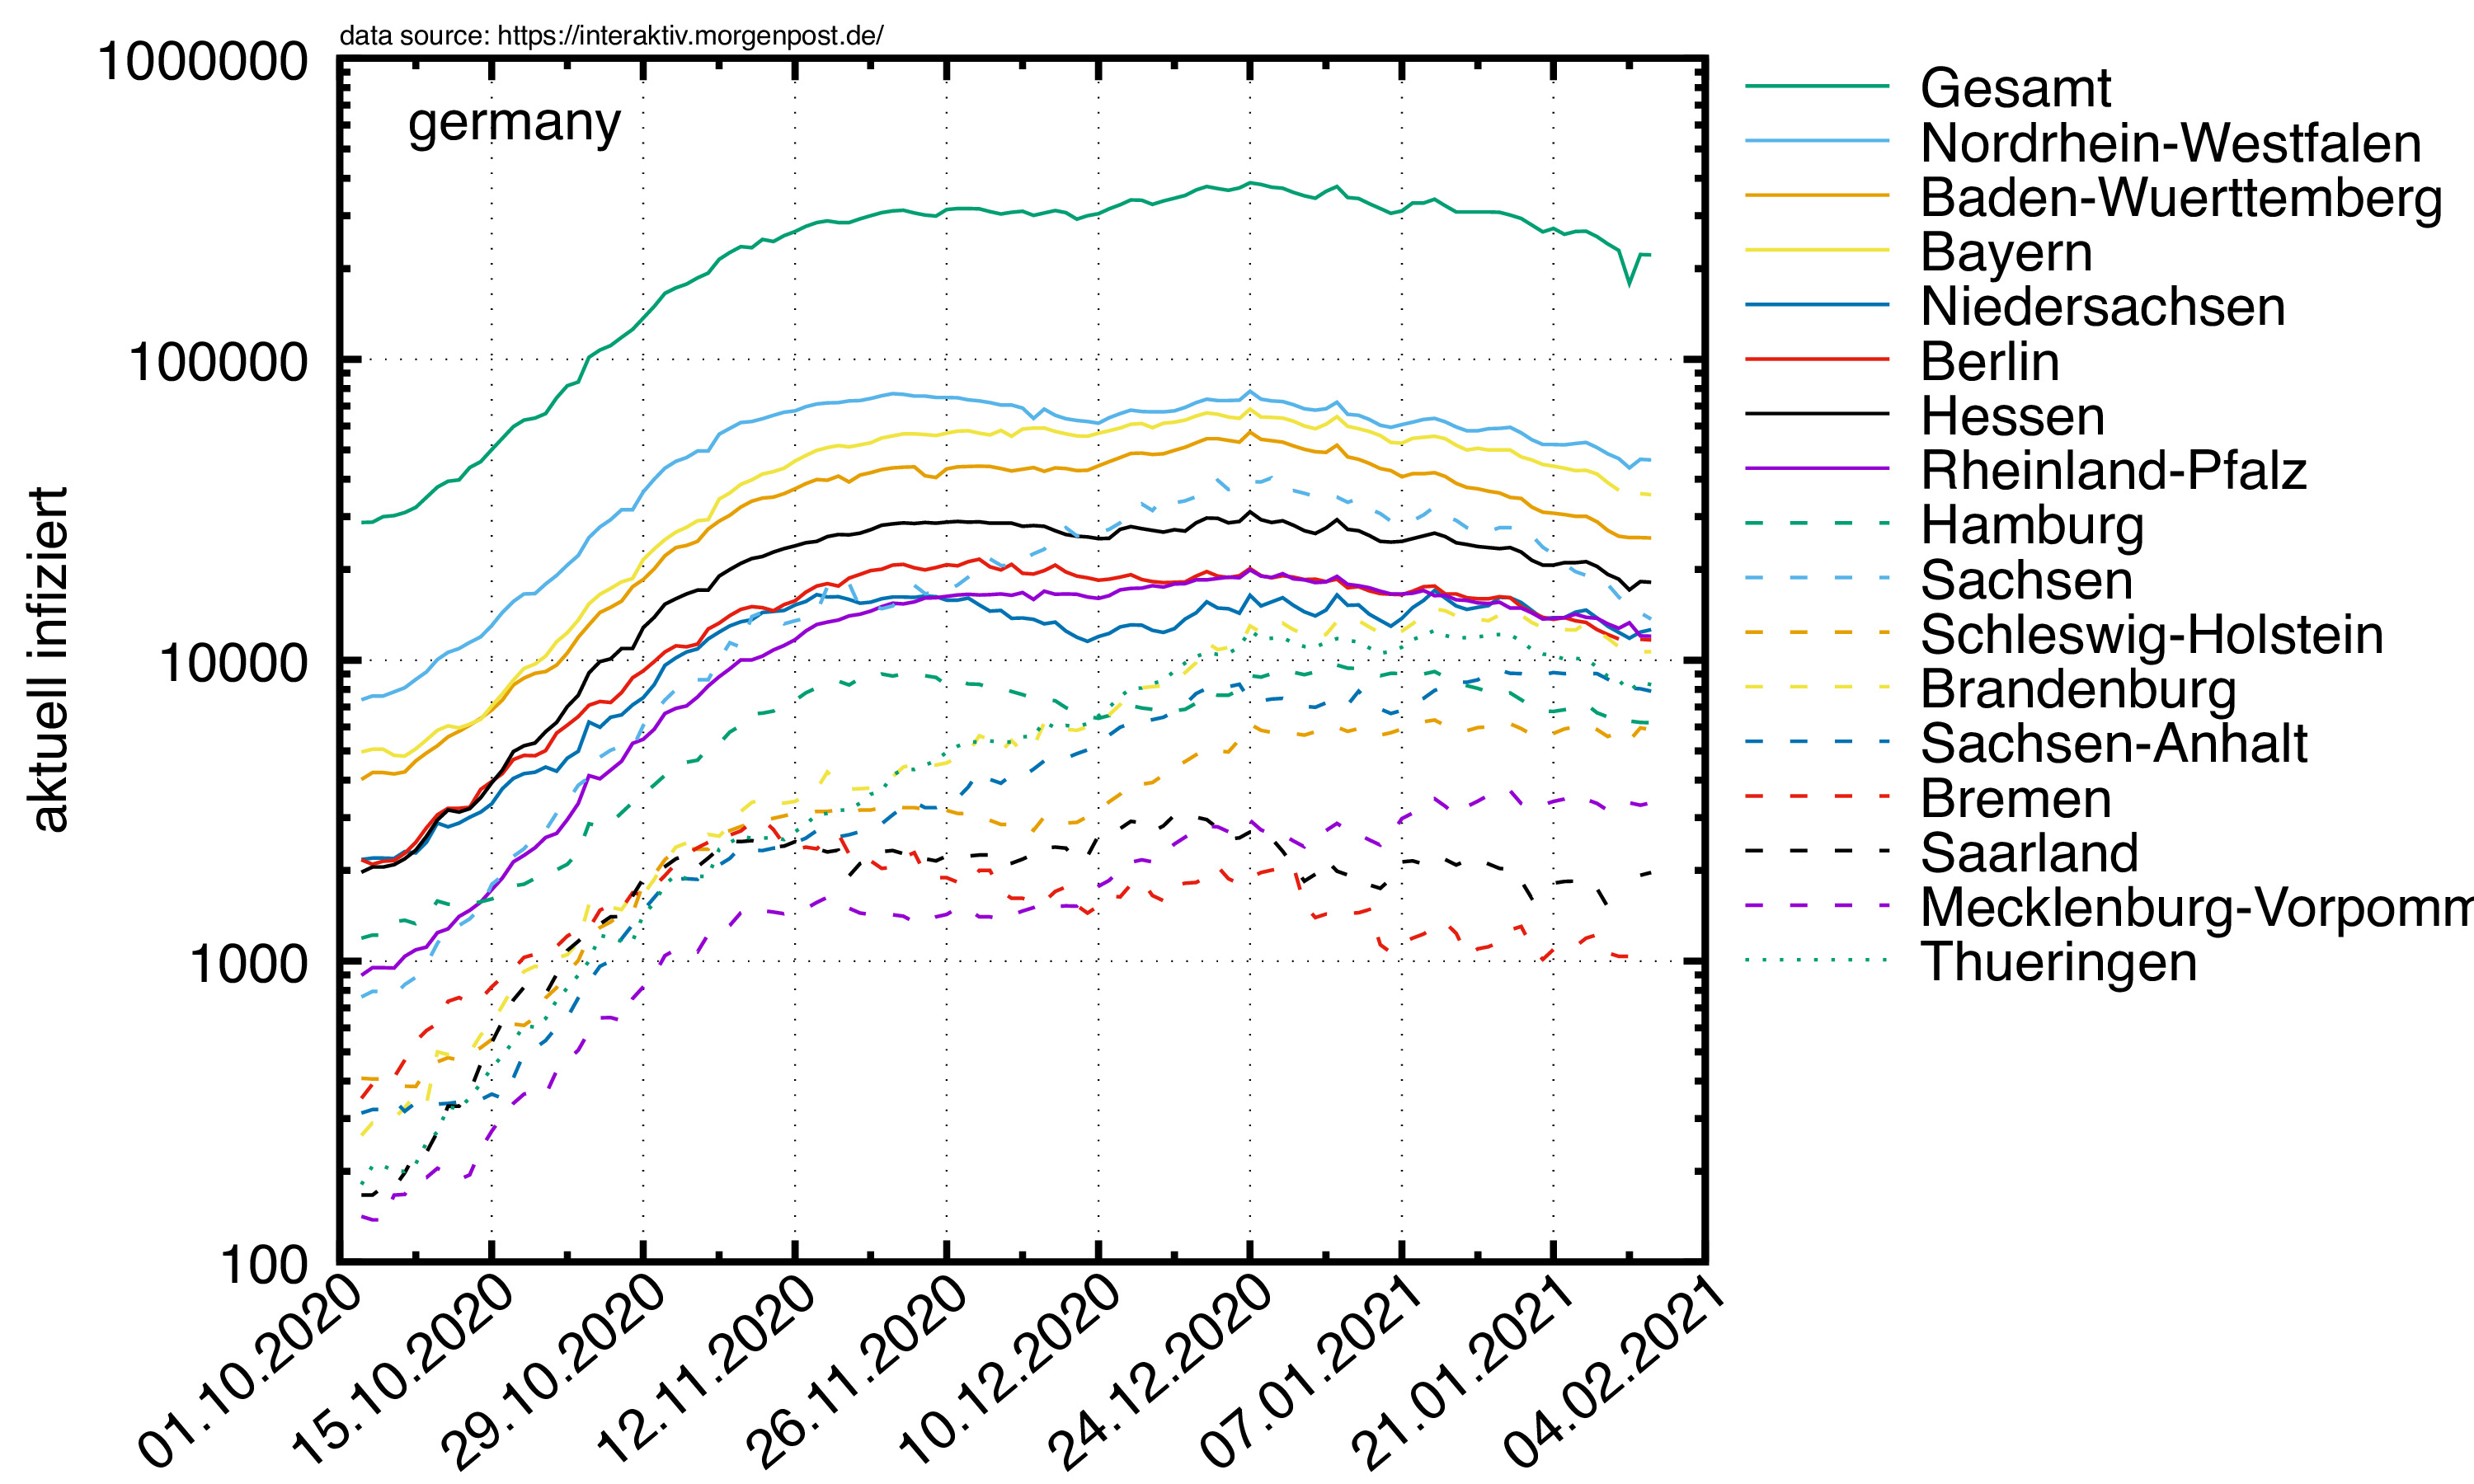 data source: https://interaktiv.morgenpost.de/
germany
aktuell infiziert
1000000
100000
10000
1000
100
01.10.2020
15.10.2020
29.10.2020
12.11.2020
26.11.2020
10.12.2020
24.12.2020
07.01.2021
21.01.2021
04.02.2021
Gesamt
Nordrhein-Westfalen
Baden-Wuerttemberg
Bayern
Niedersachsen
Berlin
Hessen
Rheinland-Pfalz
Hamburg
Sachsen
Schleswig-Holstein
Brandenburg
Sachsen-Anhalt
Bremen
Saarland
Mecklenburg-Vorpomm
Thueringen